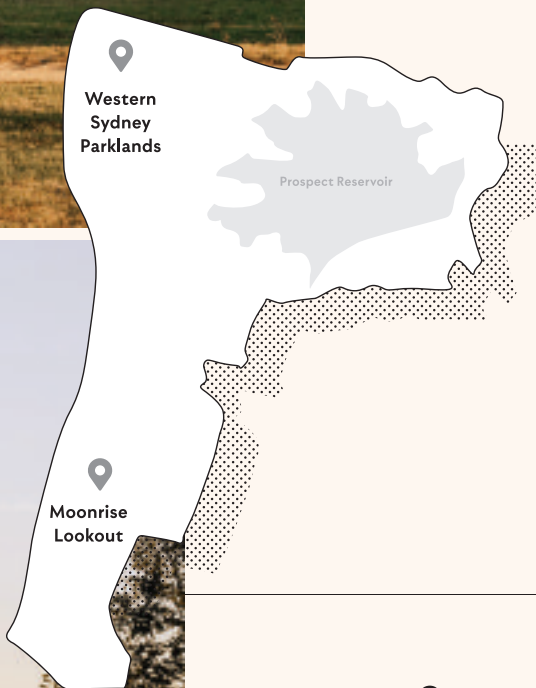 Western
Sydney
Parklands
Prospect Reservoir
Moonrise
Lookout